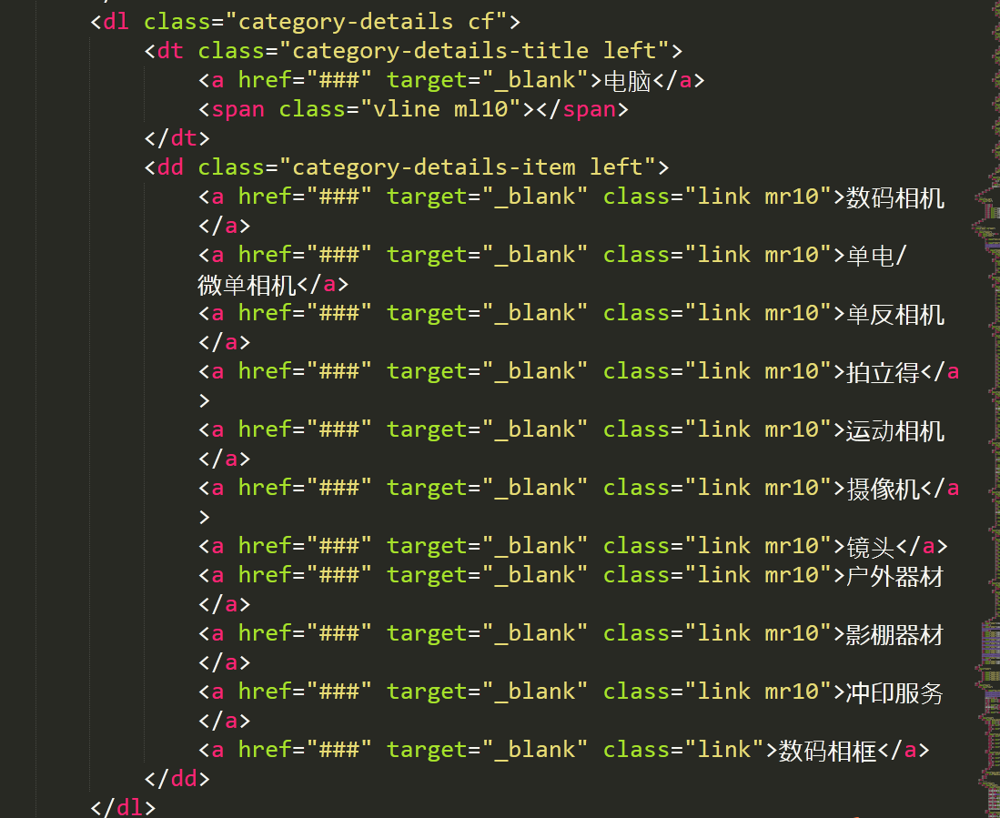 <dl class="category-details cf">
<dt class="category-details-title left">
<a href="###" target="_blank">电脑</a>
<span class="vline ml10"></span>
</dt>
<dd class="category-details-item left">
<a href="###" target="_blank" class="link mr10">数码相机
</a>
<a href="###" target="_blank" class="link mr10">单电/
微单相机</a>
<a href="###" target="_blank" class="link mr10">单反相机
</a>
<a href="###" target="_blank" class="link mr10">拍立得</a
>
<a href="###" target="_blank" class="link mr10">运动相机
</a>
<a href="###" target="_blank" class="link mr10">摄像机</a
>
<a href="###" target="_blank" class="link mr10">镜头</a>
<a href="###" target="_blank" class="link mr10">户外器材
</a>
<a href="###" target="_blank" class="link mr10">影棚器材
</a>
<a href="###" target="_blank" class="link mr10">冲印服务
</a>
<a href="###" target="_blank" class="link">数码相框</a>
</dd>
</dl>